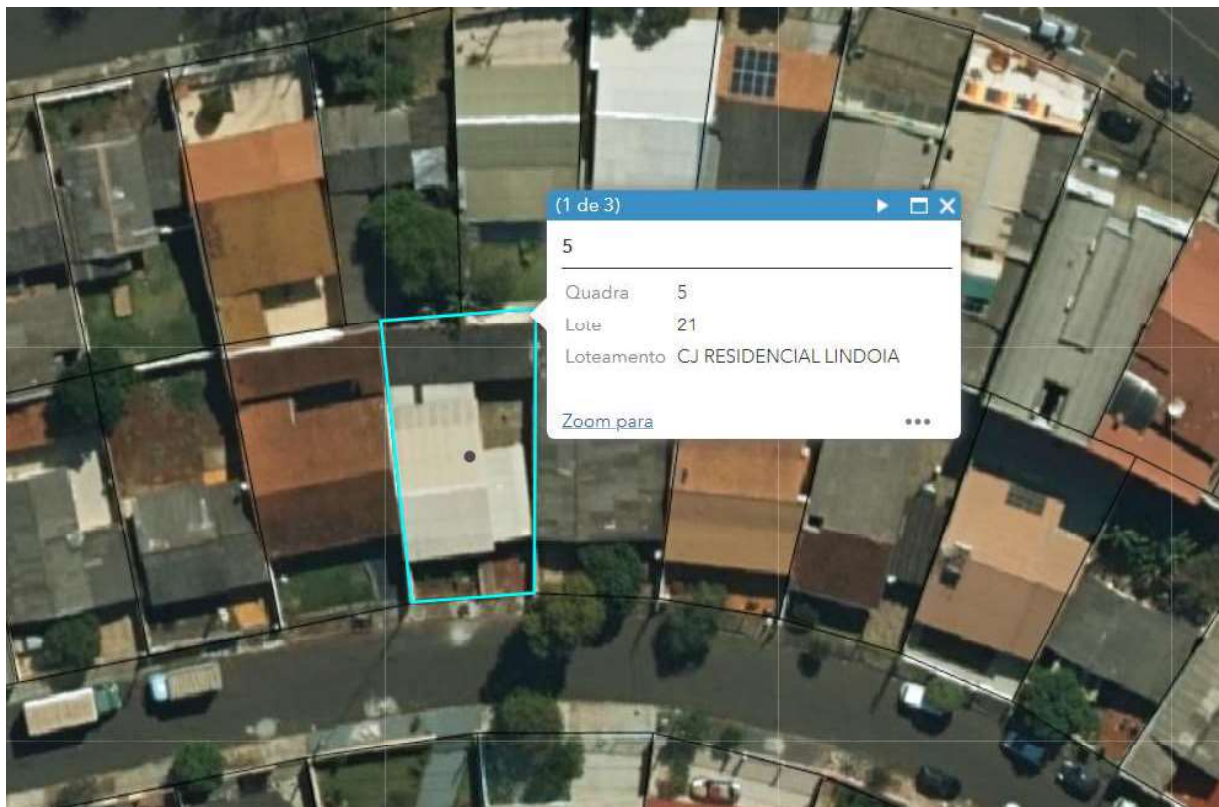 (1 de 3)
5
Quadra 5
Lote 21
Loteamento CJ RESIDENCIAL LINDOIA
Zoom para